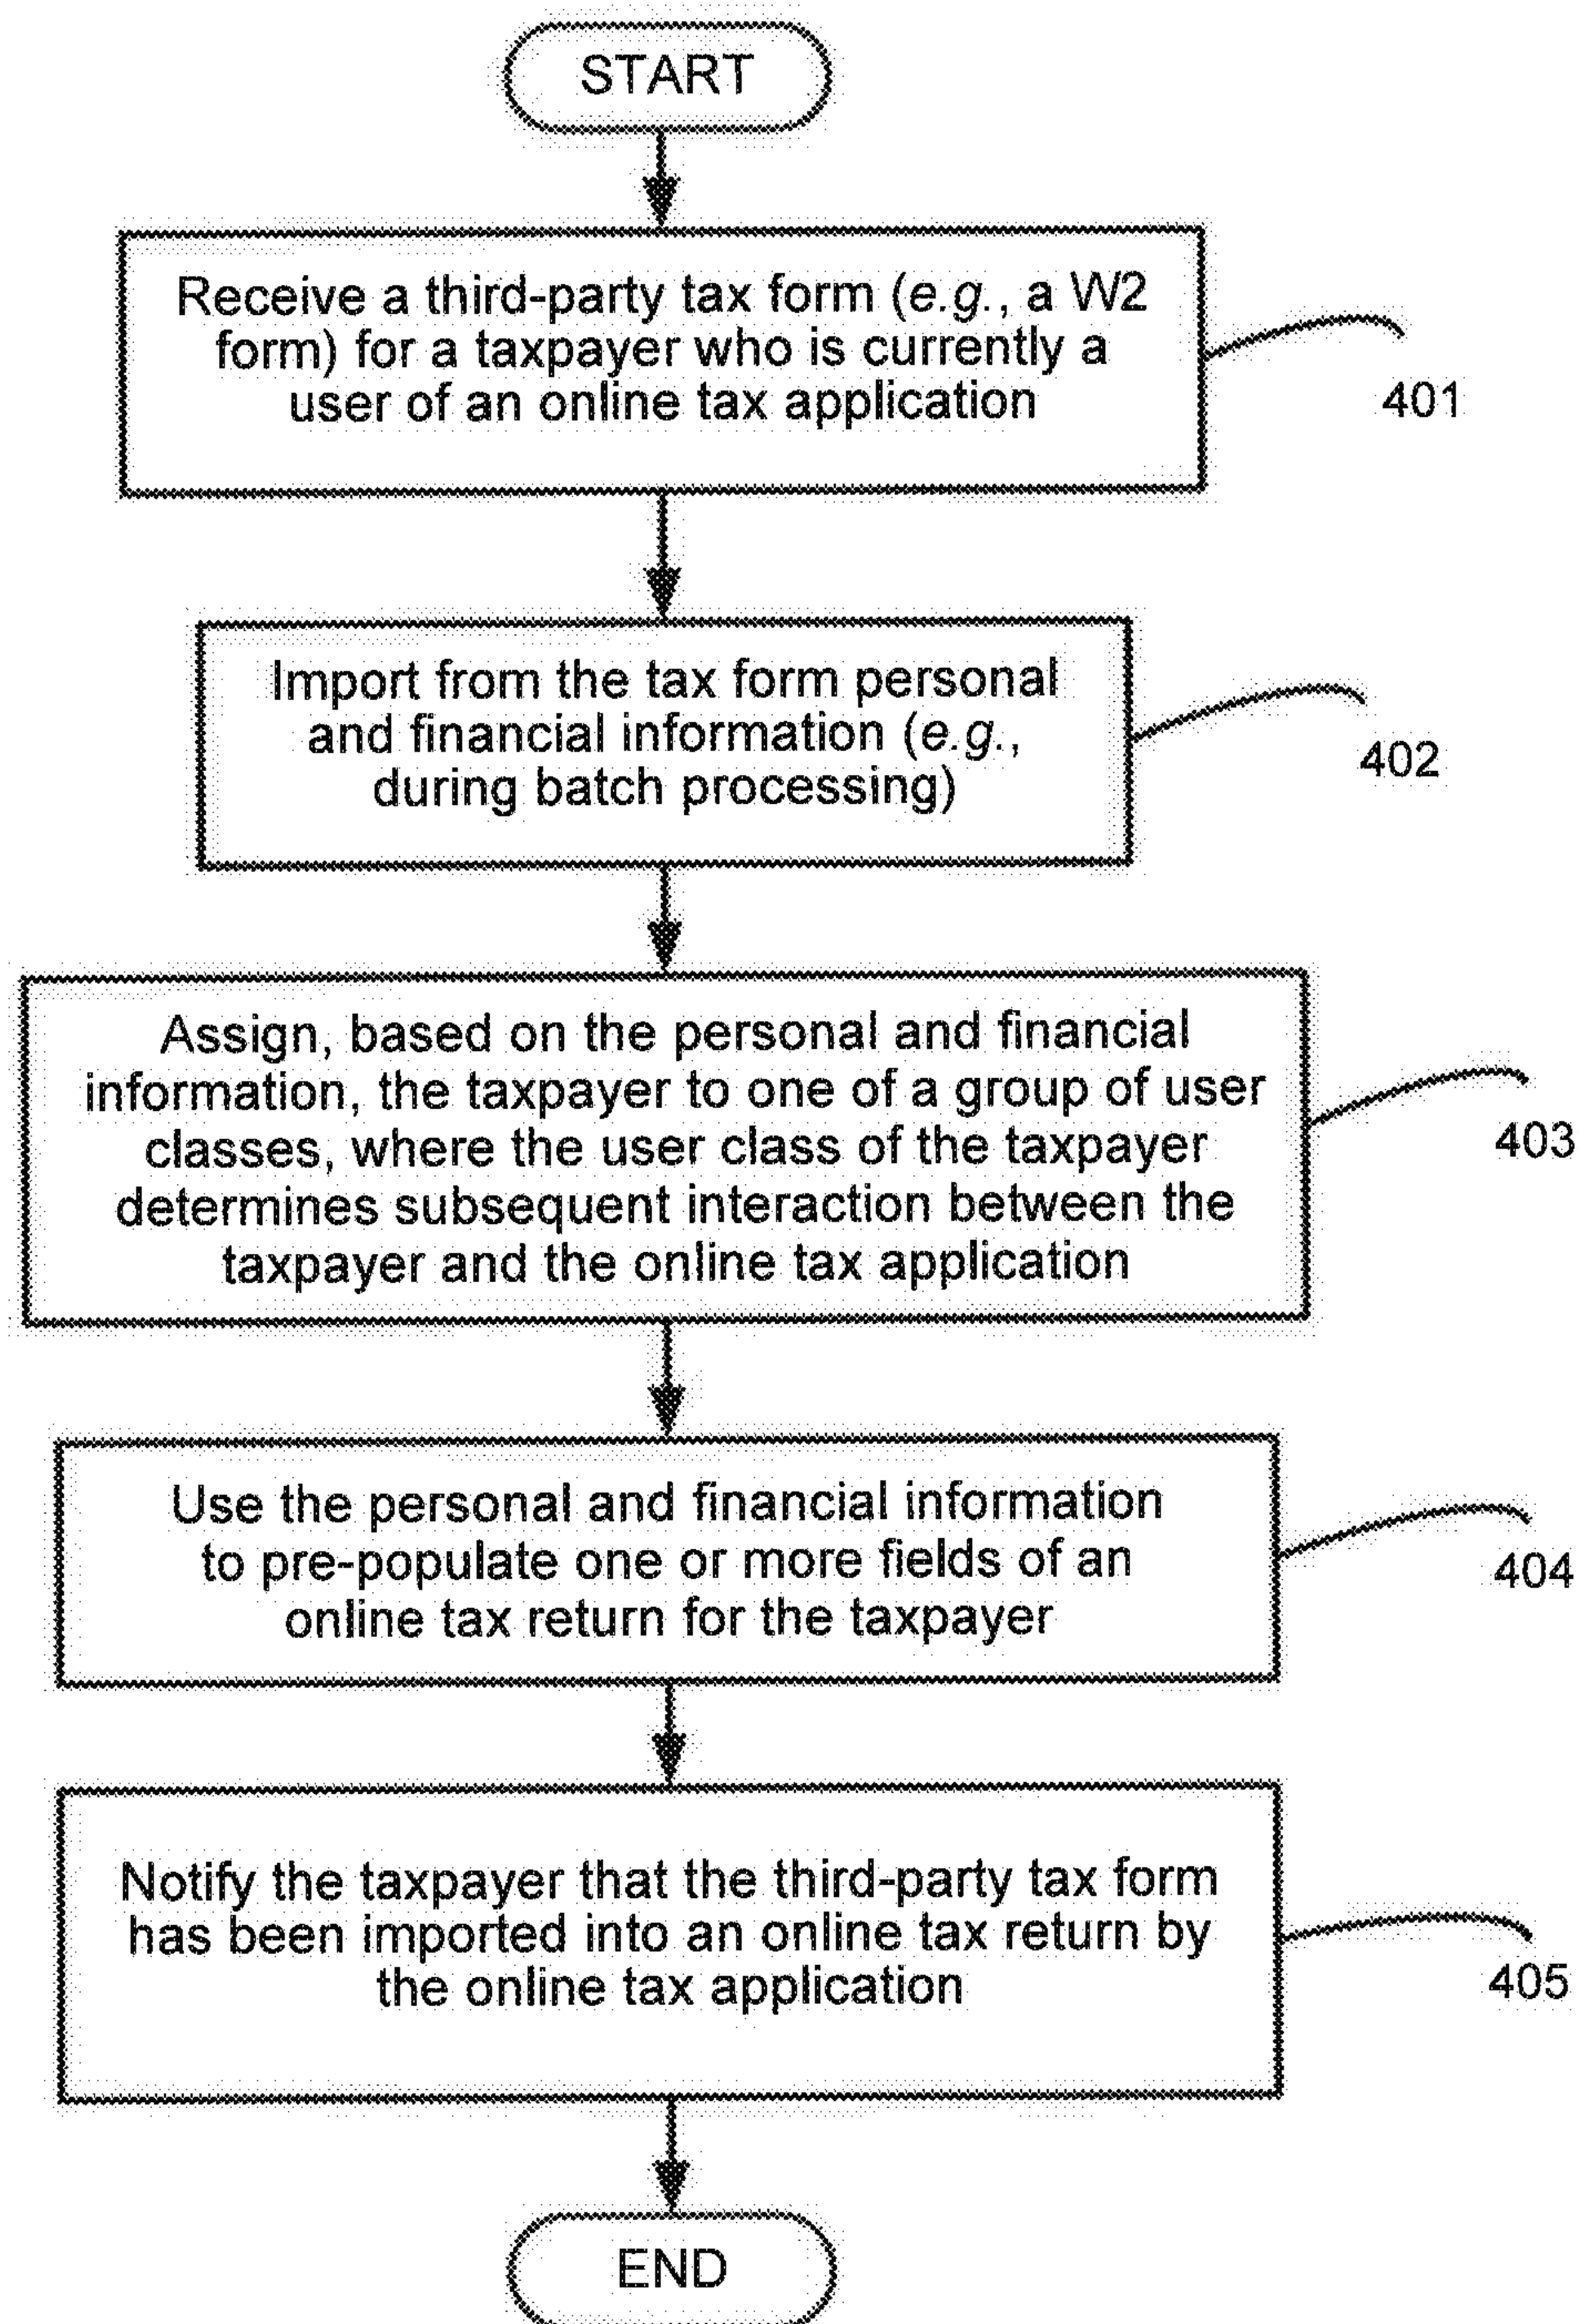 START
Receive a third-party tax form (e.g., a W2
form) for a taxpayer who is currently a
user of an online tax application
401
Import from the tax form personal
and financial information (e.g.,
during batch processing)
402
Assign, based on the personal and financial
information, the taxpayer to one of a group of user
classes, where the user class of the taxpayer
determines subsequent interaction between the
taxpayer and the online tax application
403
Use the personal and financial information
to pre-populate one or more fields of an
online tax return for the taxpayer
404
Notify the taxpayer that the third-party tax form
has been imported into an online tax return by
the online tax application
405
END